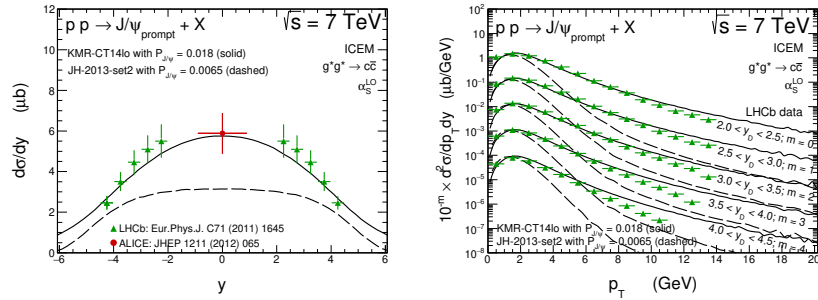 p p → J/ψprompt + X
√s = 7 TeV
KMR-CT14lo with P_J/ψ = 0.018 (solid)
JH-2013-set2 with P_J/ψ = 0.0065 (dashed)
ICEM
g*g* → cc̄
α_S^LO
dσ/dy (μb)
12
10
8
6
4
2
0
LHCb: Eur.Phys.J. C71 (2011) 1645
ALICE: JHEP 1211 (2012) 065
−6 −4 −2 0 2 4 6
y
p p → J/ψprompt + X
√s = 7 TeV
ICEM
g*g* → cc̄
α_S^LO
LHCb data
10^-m × d²σ/dp_T dy (μb/GeV)
10²
10
1
10⁻¹
10⁻²
10⁻³
10⁻⁴
10⁻⁵
10⁻⁶
10⁻⁷
10⁻⁸
2.0 < y_D < 2.5; m = 0
2.5 < y_D < 3.0; m = 1
3.0 < y_D < 3.5; m = 2
3.5 < y_D < 4.0; m = 3
4.0 < y_D < 4.5; m = 4
KMR-CT14lo with P_J/ψ = 0.018 (solid)
JH-2013-set2 with P_J/ψ = 0.0065 (dashed)
0 2 4 6 8 10 12 14 16 18 20
p_T (GeV)